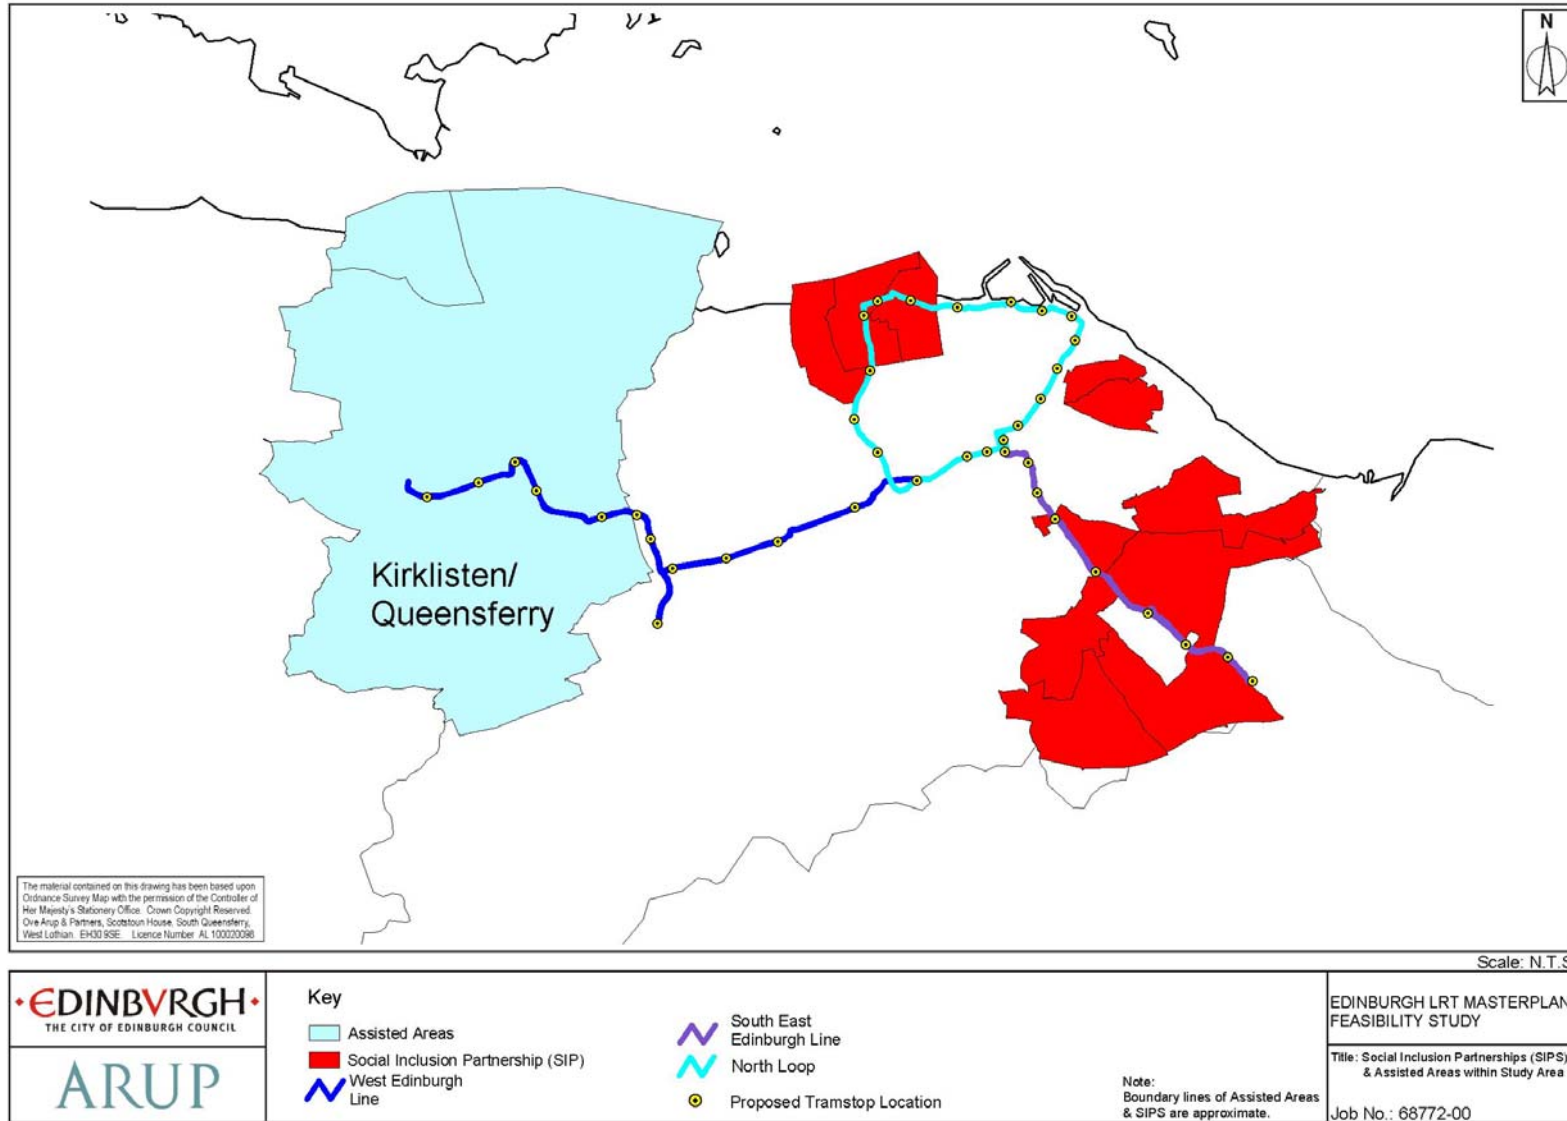 N
Kirklisten/
Queensferry
The material contained on this drawing has been based upon
Ordnance Survey Map with the permission of the Controller of
Her Majesty's Stationery Office. Crown Copyright Reserved.
Ove Arup & Partners, Scotstoun House, South Queensferry,
West Lothian. EH30 9SE. Licence Number AL 100020098
Scale: N.T.S
EDINBVRGH
THE CITY OF EDINBURGH COUNCIL
ARUP
Key
Assisted Areas
Social Inclusion Partnership (SIP)
West Edinburgh
Line
South East
Edinburgh Line
North Loop
Proposed Tramstop Location
Note:
Boundary lines of Assisted Areas
& SIPS are approximate.
EDINBURGH LRT MASTERPLAN
FEASIBILITY STUDY
Title: Social Inclusion Partnerships (SIPS)
& Assisted Areas within Study Area
Job No.: 68772-00